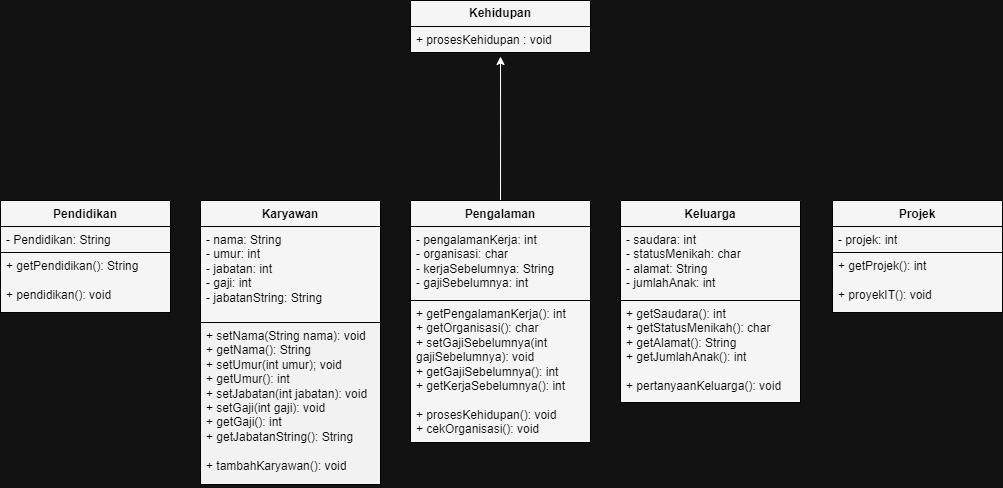 Kehidupan
+ prosesKehidupan : void
Pendidikan
- Pendidikan: String
+ getPendidikan(): String
+ pendidikan(): void
Karyawan
- nama: String
- umur: int
- jabatan: int
- gaji: int
- jabatanString: String
+ setNama(String nama): void
+ getNama(): String
+ setUmur(int umur); void
+ getUmur(): int
+ setJabatan(int jabatan): void
+ setGaji(int gaji): void
+ getGaji(): int
+ getJabatanString(): String
+ tambahKaryawan(): void
Pengalaman
- pengalamanKerja: int
- organisasi: char
- kerjaSebelumnya: String
- gajiSebelumnya: int
+ getPengalamanKerja(): int
+ getOrganisasi(): char
+ setGajiSebelumnya(int
gajiSebelumnya): void
+ getGajiSebelumnya(): int
+ getKerjaSebelumnya(): int
+ prosesKehidupan(): void
+ cekOrganisasi(): void
Keluarga
- saudara: int
- statusMenikah: char
- alamat: String
- jumlahAnak: int
+ getSaudara(): int
+ getStatusMenikah(): char
+ getAlamat(): String
+ getJumlahAnak(): int
+ pertanyaanKeluarga(): void
Projek
- projek: int
+ getProjek(): int
+ proyekIT(): void